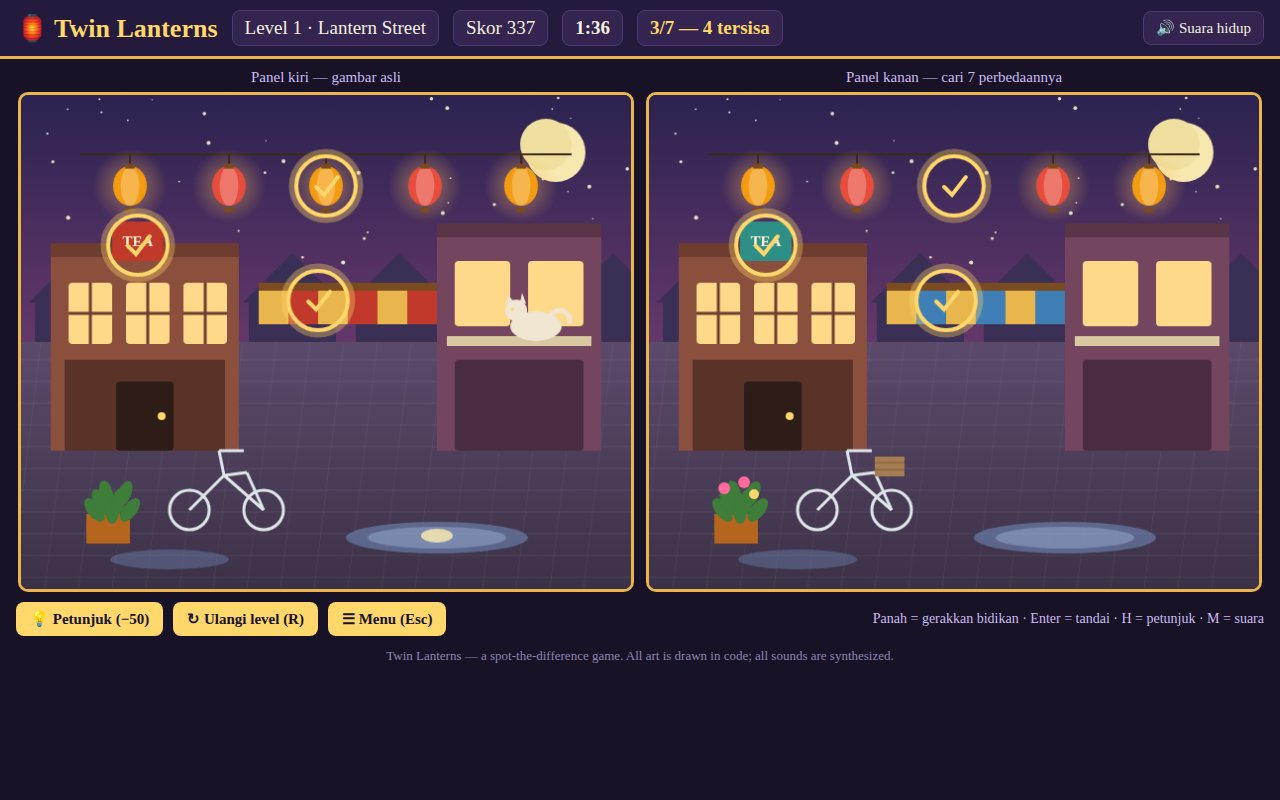 🏮 Twin Lanterns
Level 1 · Lantern Street
Skor 337
1:36
3/7 — 4 tersisa
🔊 Suara hidup
Panel kiri — gambar asli
Panel kanan — cari 7 perbedaannya
TEA
TEA
💡 Petunjuk (−50)
↻ Ulangi level (R)
☰ Menu (Esc)
Panah = gerakkan bidikan · Enter = tandai · H = petunjuk · M = suara
Twin Lanterns — a spot-the-difference game. All art is drawn in code; all sounds are synthesized.